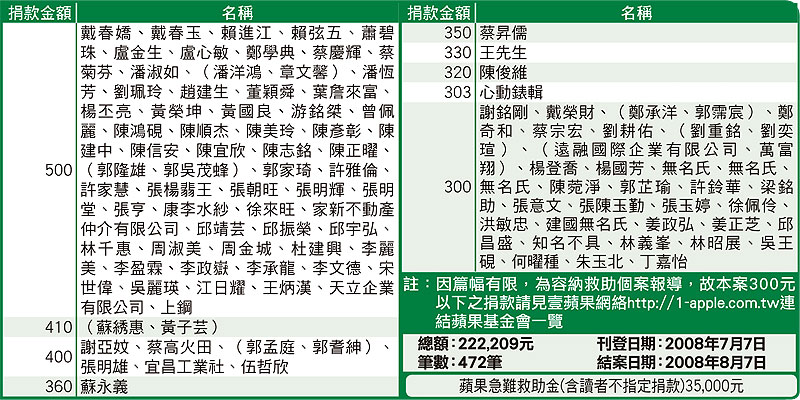 捐款金額 名稱
500
戴春嬌、戴春玉、賴進江、賴弦五、蕭碧
珠、盧金生、盧心敏、鄭學典、蔡慶輝、蔡
菊芬、潘淑如、（潘洋鴻、章文馨）、潘恆
芳、劉珮玲、趙建生、董穎舜、葉詹來富、
楊丕亮、黃榮坤、黃國良、游銘桀、曾佩
麗、陳鴻硯、陳順杰、陳美玲、陳彥彰、陳
建中、陳信安、陳宜欣、陳志銘、陳正曜、
（郭隆雄、郭吳茂蜂）、郭家琦、許雅倫、
許家慧、張楊翡王、張朝旺、張明輝、張明
堂、張亨、康李水紗、徐來旺、家新不動產
仲介有限公司、邱靖芸、邱振榮、邱宇弘、
林千惠、周淑美、周金城、杜建興、李麗
美、李盈霖、李政嶽、李承龍、李文德、宋
世偉、吳麗瑛、江日耀、王炳漢、天立企業
有限公司、上鋼
410 （蘇綉惠、黃子芸）
400
謝亞妏、蔡高火田、（郭孟庭、郭耆紳）、
張明雄、宜昌工業社、伍哲欣
360 蘇永義
捐款金額 名稱
350 蔡昇儒
330 王先生
320 陳俊維
303 心動錶輯
300
謝銘剛、戴榮財、（鄭承洋、郭霈宸）、鄭
奇和、蔡宗宏、劉耕佑、（劉重銘、劉奕
瑄）、（遠融國際企業有限公司、萬富
翔）、楊登喬、楊國芳、無名氏、無名氏、
無名氏、陳菀淨、郭芷瑜、許鈴華、梁銘
助、張意文、張陳玉勤、張玉婷、徐佩伶、
洪敏忠、建國無名氏、姜政弘、姜正芝、邱
昌盛、知名不具、林義峯、林昭展、吳王
硯、何曜種、朱玉北、丁嘉怡
註：因篇幅有限，為容納救助個案報導，故本案300元
以下之捐款請見壹蘋果網絡http://1-apple.com.tw連
結蘋果基金會一覽
總額：222,209元 刊登日期：2008年7月7日
筆數：472筆 結案日期：2008年8月7日
蘋果急難救助金(含讀者不指定捐款)35,000元